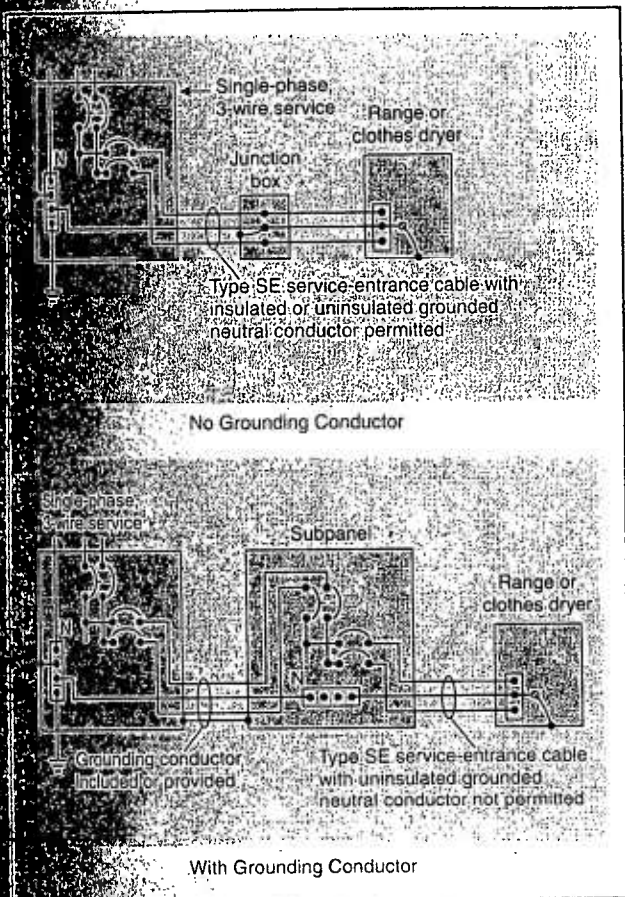 Single-phase,
3-wire service
Range or
clothes dryer
Junction
box
N
Type SE service-entrance cable with
insulated or uninsulated grounded
neutral conductor permitted
No Grounding Conductor
Single-phase,
3-wire service
Subpanel
Range or
clothes dryer
N
N
Grounding conductor
included or provided
Type SE service-entrance cable
with uninsulated grounded
neutral conductor not permitted
With Grounding Conductor